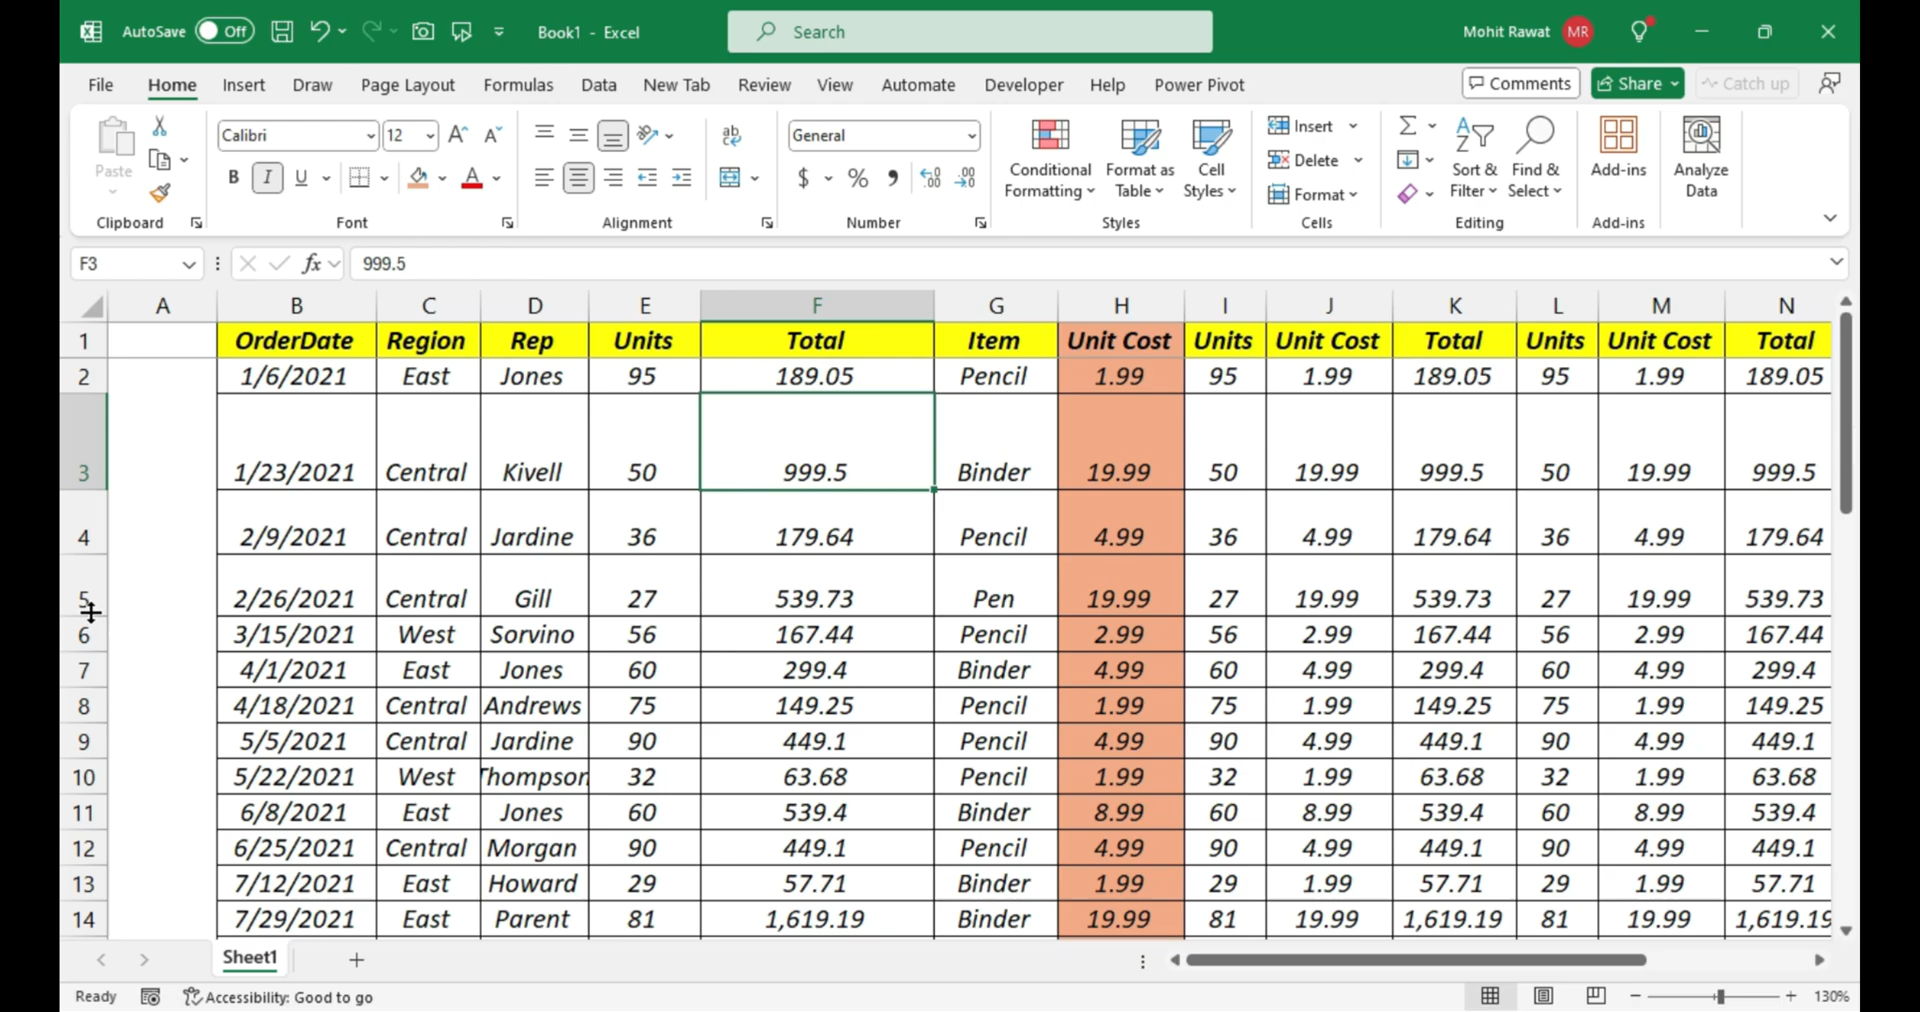 AutoSave Off Book1 - Excel Search Mohit Rawat MR
File Home Insert Draw Page Layout Formulas Data New Tab Review View Automate Developer Help Power Pivot Comments Share Catch up
Calibri 12 ab c General Insert Σ A Z
Paste B I U A $ % 9 .00 .00 Conditional Formatting Format as Table Cell Styles Delete Sort & Filter Find & Select Add-ins Analyze Data
Format
Clipboard Font Alignment Number Styles Cells Editing Add-ins
F3 fx 999.5
A B C D E F G H I J K L M N
1 OrderDate Region Rep Units Total Item Unit Cost Units Unit Cost Total Units Unit Cost Total
2 1/6/2021 East Jones 95 189.05 Pencil 1.99 95 1.99 189.05 95 1.99 189.05
3 1/23/2021 Central Kivell 50 999.5 Binder 19.99 50 19.99 999.5 50 19.99 999.5
4 2/9/2021 Central Jardine 36 179.64 Pencil 4.99 36 4.99 179.64 36 4.99 179.64
5 2/26/2021 Central Gill 27 539.73 Pen 19.99 27 19.99 539.73 27 19.99 539.73
6 3/15/2021 West Sorvino 56 167.44 Pencil 2.99 56 2.99 167.44 56 2.99 167.44
7 4/1/2021 East Jones 60 299.4 Binder 4.99 60 4.99 299.4 60 4.99 299.4
8 4/18/2021 Central Andrews 75 149.25 Pencil 1.99 75 1.99 149.25 75 1.99 149.25
9 5/5/2021 Central Jardine 90 449.1 Pencil 4.99 90 4.99 449.1 90 4.99 449.1
10 5/22/2021 West Thompson 32 63.68 Pencil 1.99 32 1.99 63.68 32 1.99 63.68
11 6/8/2021 East Jones 60 539.4 Binder 8.99 60 8.99 539.4 60 8.99 539.4
12 6/25/2021 Central Morgan 90 449.1 Pencil 4.99 90 4.99 449.1 90 4.99 449.1
13 7/12/2021 East Howard 29 57.71 Binder 1.99 29 1.99 57.71 29 1.99 57.71
14 7/29/2021 East Parent 81 1,619.19 Binder 19.99 81 19.99 1,619.19 81 19.99 1,619.19
Sheet1
Ready Accessibility: Good to go 130%